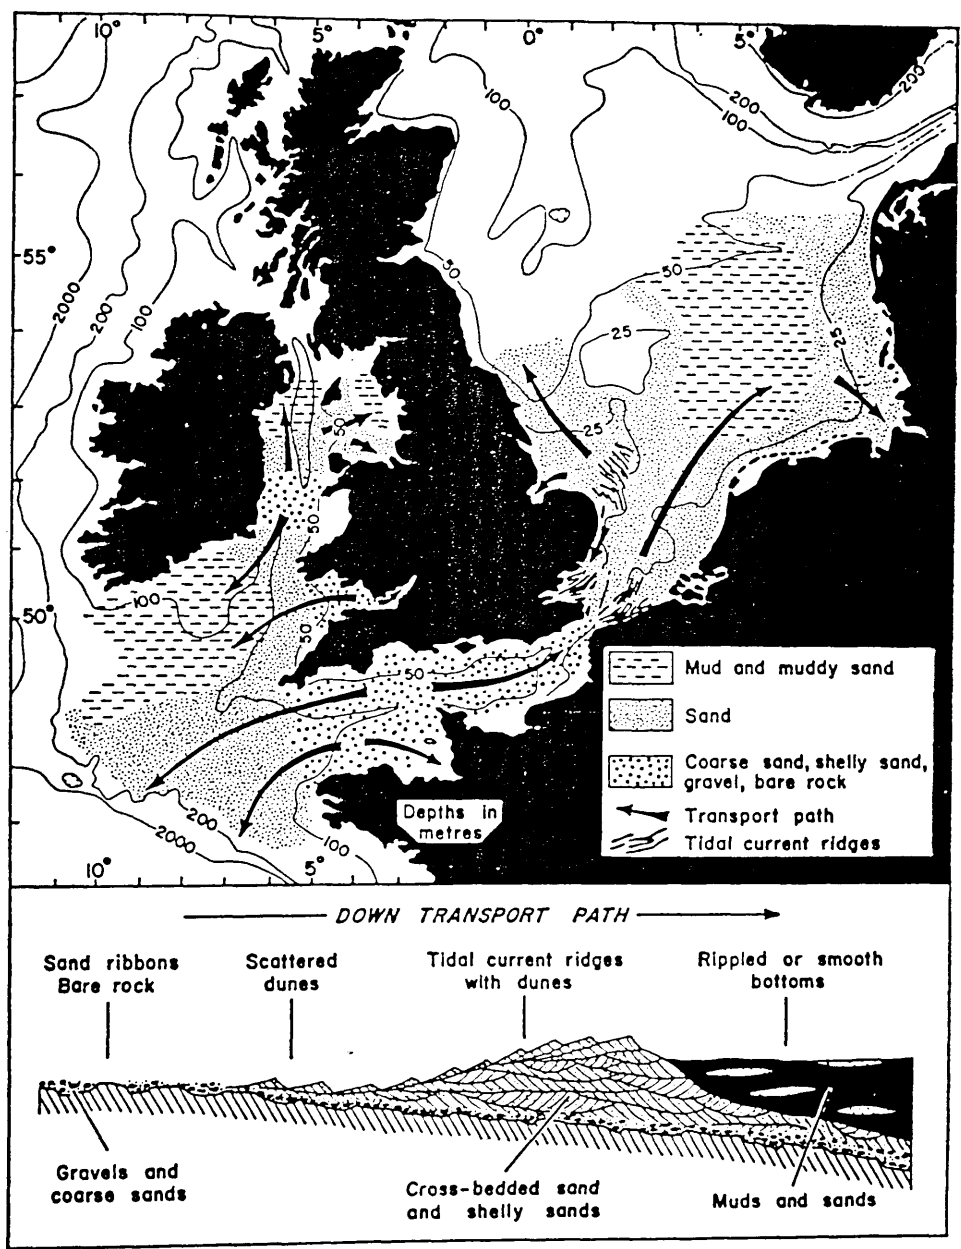 10°
5°
0°
5°
200
200
100
100
55°
50
50
2000
200
100
25
25
50
25
50
100
50°
50
50
Mud and muddy sand
Sand
Coarse sand, shelly sand,
gravel, bare rock
Transport path
Tidal current ridges
Depths in
metres
200
2000
100
10°
5°
DOWN TRANSPORT PATH
Sand ribbons
Bare rock
Scattered
dunes
Tidal current ridges
with dunes
Rippled or smooth
bottoms
Gravels and
coarse sands
Cross-bedded sand
and shelly sands
Muds and sands